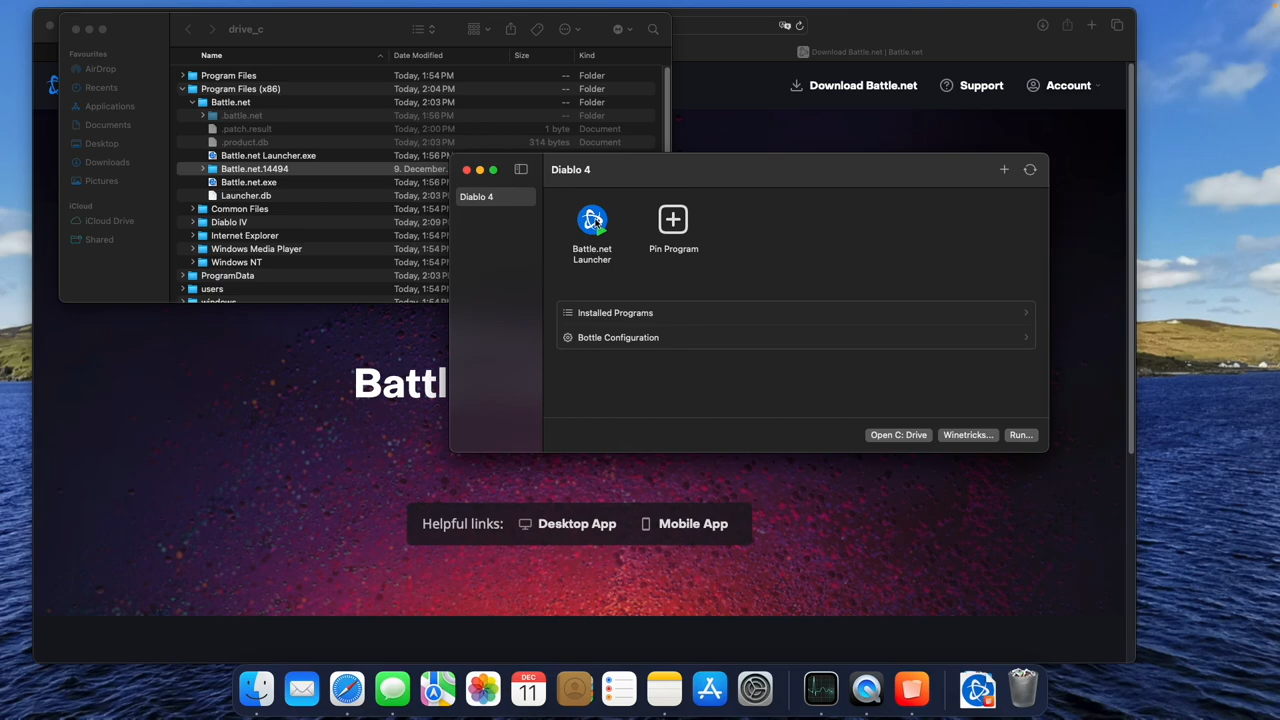 drive_c
Favourites
AirDrop
Recents
Applications
Documents
Desktop
Downloads
Pictures
iCloud
iCloud Drive
Shared
Name Date Modified Size Kind
Program Files Today, 1:54 PM -- Folder
Program Files (x86) Today, 2:04 PM -- Folder
Battle.net Today, 2:03 PM -- Folder
.battle.net Today, 1:54 PM -- Folder
.patch.result Today, 2:00 PM 1 byte Document
.product.db Today, 2:03 PM 314 bytes Document
Battle.net Launcher.exe Today, 1:56
Battle.net.14494 9. December
Battle.net.exe Today, 1:56 PM
Launcher.db Today, 2:03 PM
Common Files Today, 1:54 PM
Diablo IV Today, 2:09 PM
Internet Explorer Today, 1:54 PM
Windows Media Player Today, 1:54 PM
Windows NT Today, 1:54 PM
ProgramData Today, 2:03 PM
users Today, 1:54 PM
windows Today, 1:54 PM
Download Battle.net | Battle.net
Download Battle.net
Support
Account
Diablo 4
Diablo 4
Battle.net
Launcher
Pin Program
Installed Programs
Bottle Configuration
Open C: Drive
Winetricks...
Run...
Battl
Helpful links: Desktop App Mobile App
DEC
11